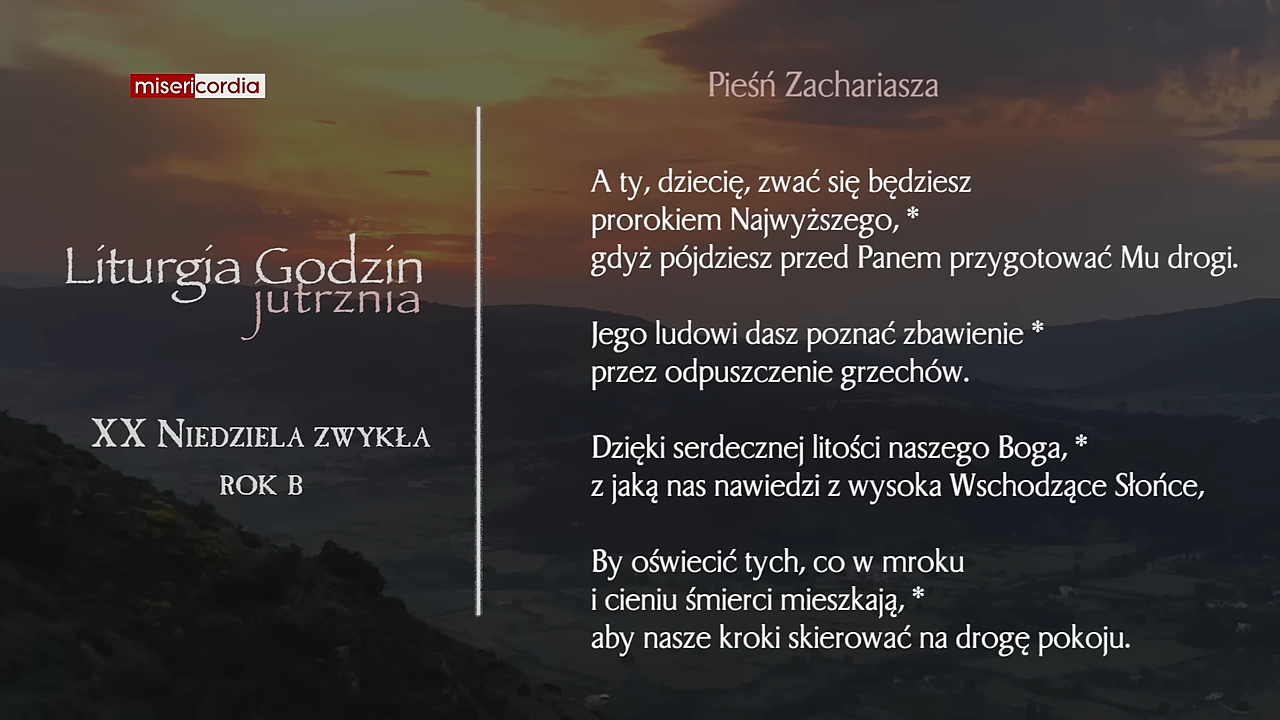 misericordia
Liturgia Godzin
jutrznia
XX Niedziela zwykła
rok B
Pieśń Zachariasza
A ty, dziecię, zwać się będziesz
prorokiem Najwyższego, *
gdyż pójdziesz przed Panem przygotować Mu drogi.
Jego ludowi dasz poznać zbawienie *
przez odpuszczenie grzechów.
Dzięki serdecznej litości naszego Boga, *
z jaką nas nawiedzi z wysoka Wschodzące Słońce,
By oświecić tych, co w mroku
i cieniu śmierci mieszkają, *
aby nasze kroki skierować na drogę pokoju.